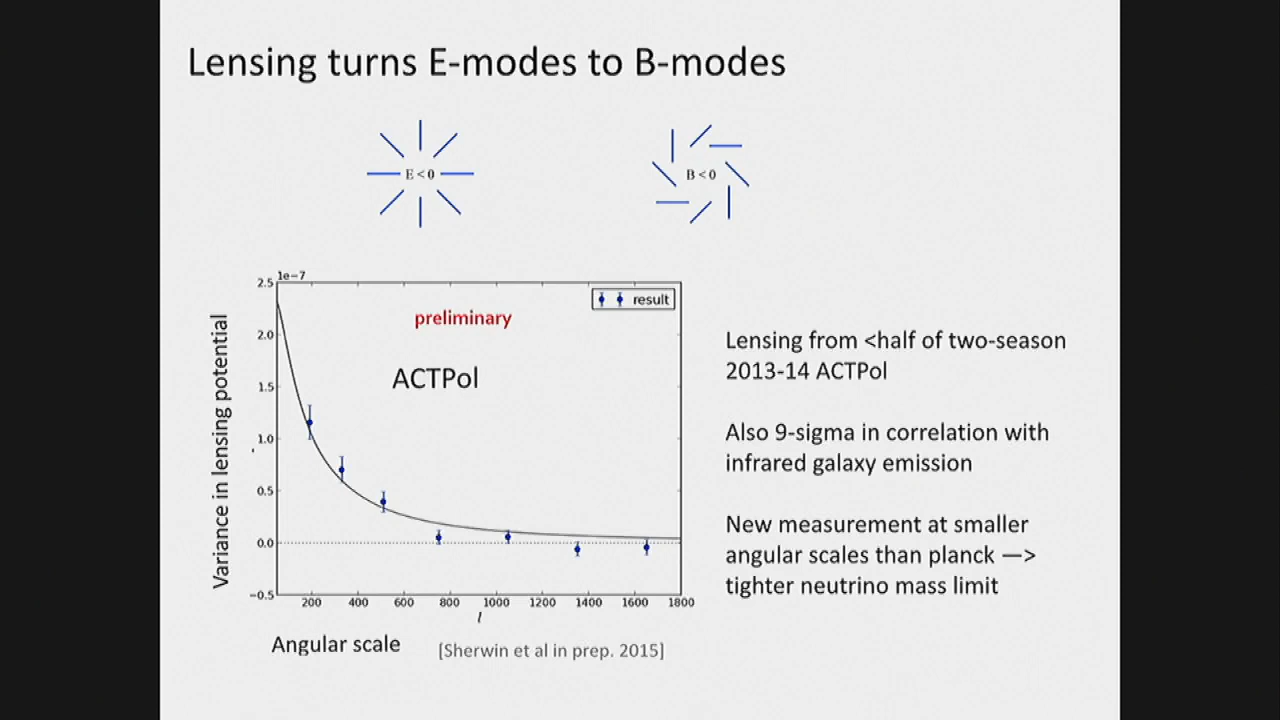 Lensing turns E-modes to B-modes
E < 0
B < 0
1e−7
2.5
2.0
1.5
1.0
0.5
0.0
−0.5
Variance in lensing potential
preliminary
ACTPol
result
200 400 600 800 1000 1200 1400 1600 1800
l
Angular scale
[Sherwin et al in prep. 2015]
Lensing from <half of two-season
2013-14 ACTPol
Also 9-sigma in correlation with
infrared galaxy emission
New measurement at smaller
angular scales than planck —>
tighter neutrino mass limit